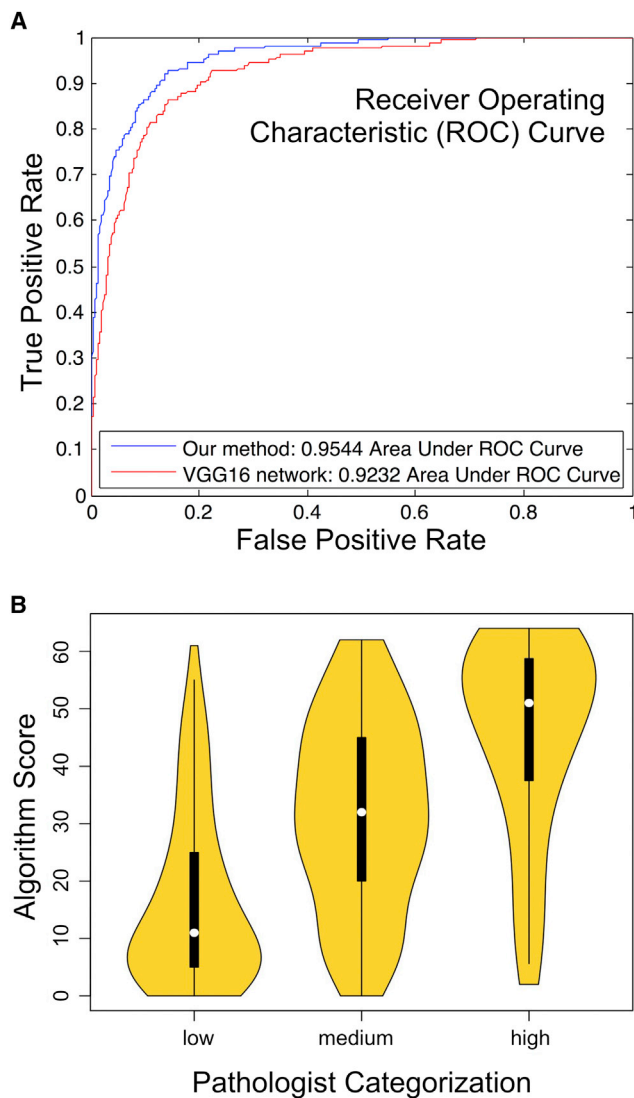 A
Receiver Operating
Characteristic (ROC) Curve
True Positive Rate
1
0.9
0.8
0.7
0.6
0.5
0.4
0.3
0.2
0.1
0
Our method: 0.9544 Area Under ROC Curve
VGG16 network: 0.9232 Area Under ROC Curve
0 0.2 0.4 0.6 0.8 1
False Positive Rate
B
Algorithm Score
60
50
40
30
20
10
0
low medium high
Pathologist Categorization